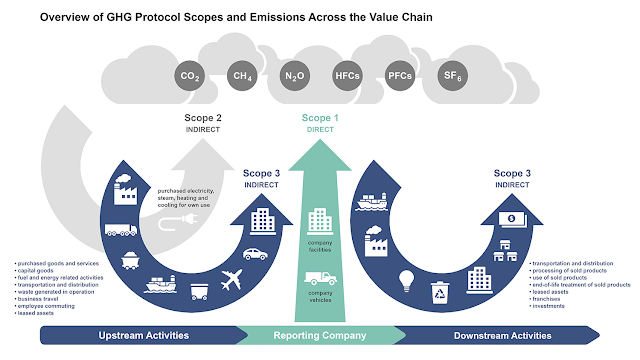 Overview of GHG Protocol Scopes and Emissions Across the Value Chain
CO2
CH4
N2O
HFCs
PFCs
SF6
Scope 2
INDIRECT
Scope 1
DIRECT
Scope 3
INDIRECT
Scope 3
INDIRECT
purchased electricity,
steam, heating and
cooling for own use
company
facilities
company
vehicles
$
• purchased goods and services
• capital goods
• fuel and energy related activities
• transportation and distribution
• waste generated in operation
• business travel
• employee commuting
• leased assets
• transportation and distribution
• processing of sold products
• use of sold products
• end-of-life treatment of sold products
• leased assets
• franchises
• investments
Upstream Activities
Reporting Company
Downstream Activities